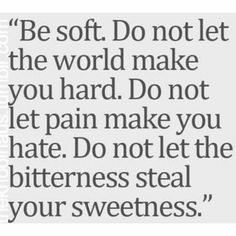 “Be soft. Do not let
the world make
you hard. Do not
let pain make you
hate. Do not let the
bitterness steal
your sweetness.”